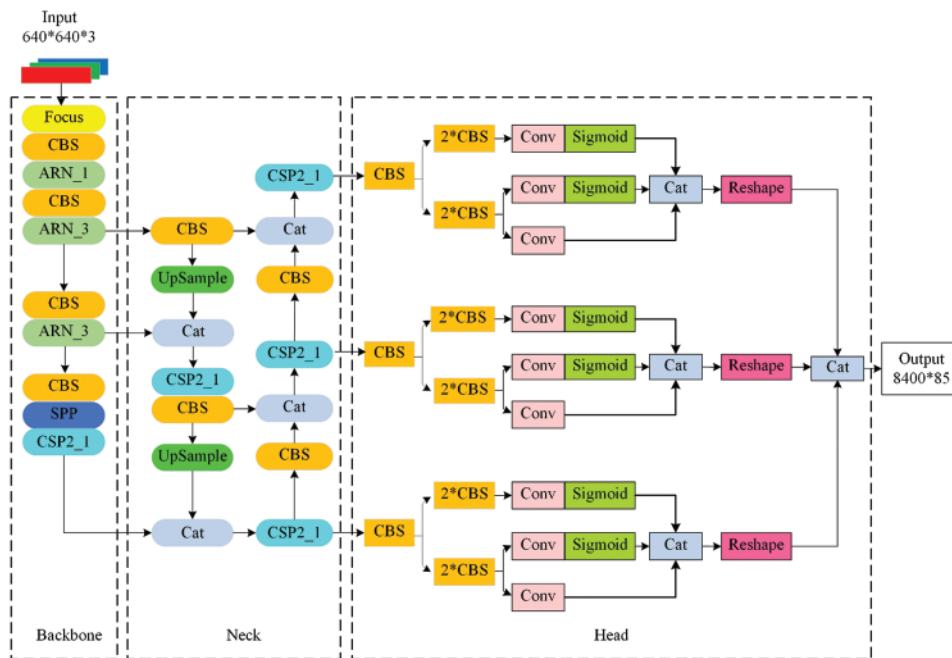 Input
640*640*3
Focus
CBS
ARN_1
CBS
ARN_3
CBS
ARN_3
CBS
SPP
CSP2_1
Backbone
CBS
UpSample
Cat
CSP2_1
CBS
UpSample
Cat
CSP2_1
Cat
CBS
CSP2_1
Cat
CBS
CSP2_1
Neck
CBS
2*CBS
Conv
Sigmoid
2*CBS
Conv
Sigmoid
Conv
Cat
Reshape
CBS
2*CBS
Conv
Sigmoid
2*CBS
Conv
Sigmoid
Conv
Cat
Reshape
CBS
2*CBS
Conv
Sigmoid
2*CBS
Conv
Sigmoid
Conv
Cat
Reshape
Cat
Head
Output
8400*85